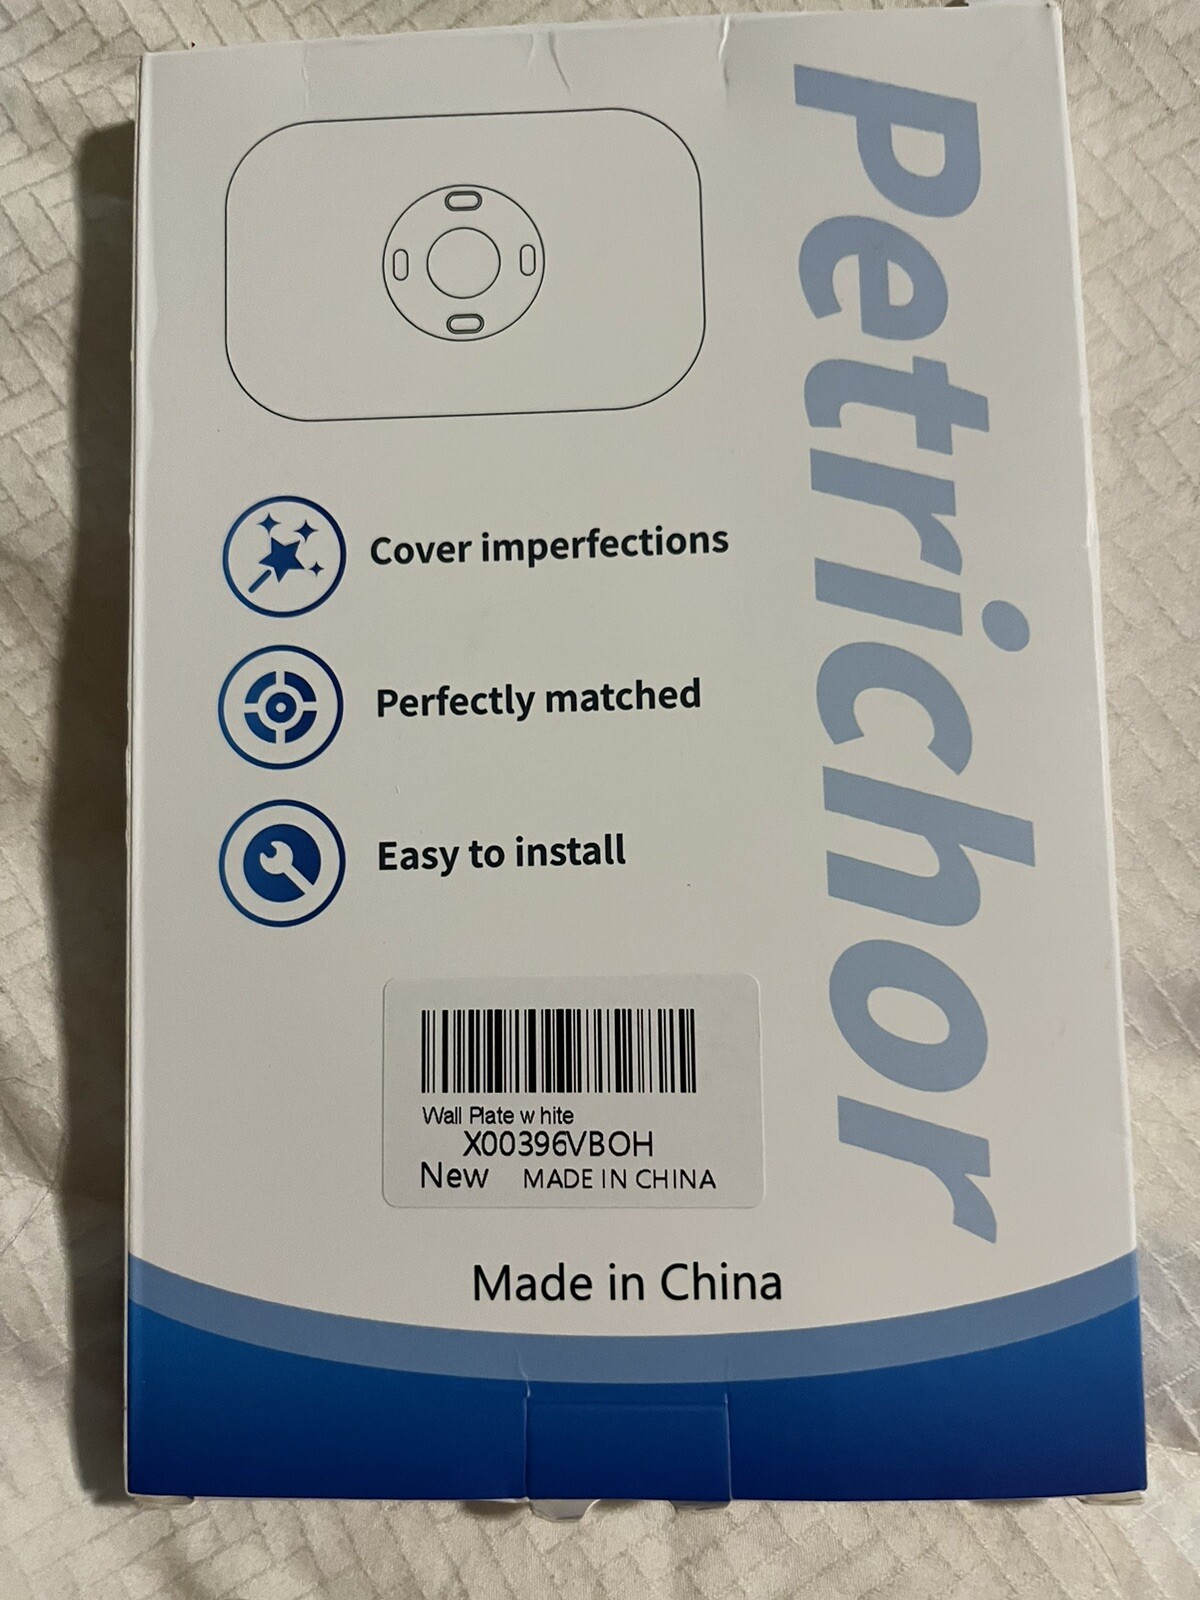 Petrichor
Cover imperfections
Perfectly matched
Easy to install
Wall Plate w hite
X00396VBOH
New MADE IN CHINA
Made in China